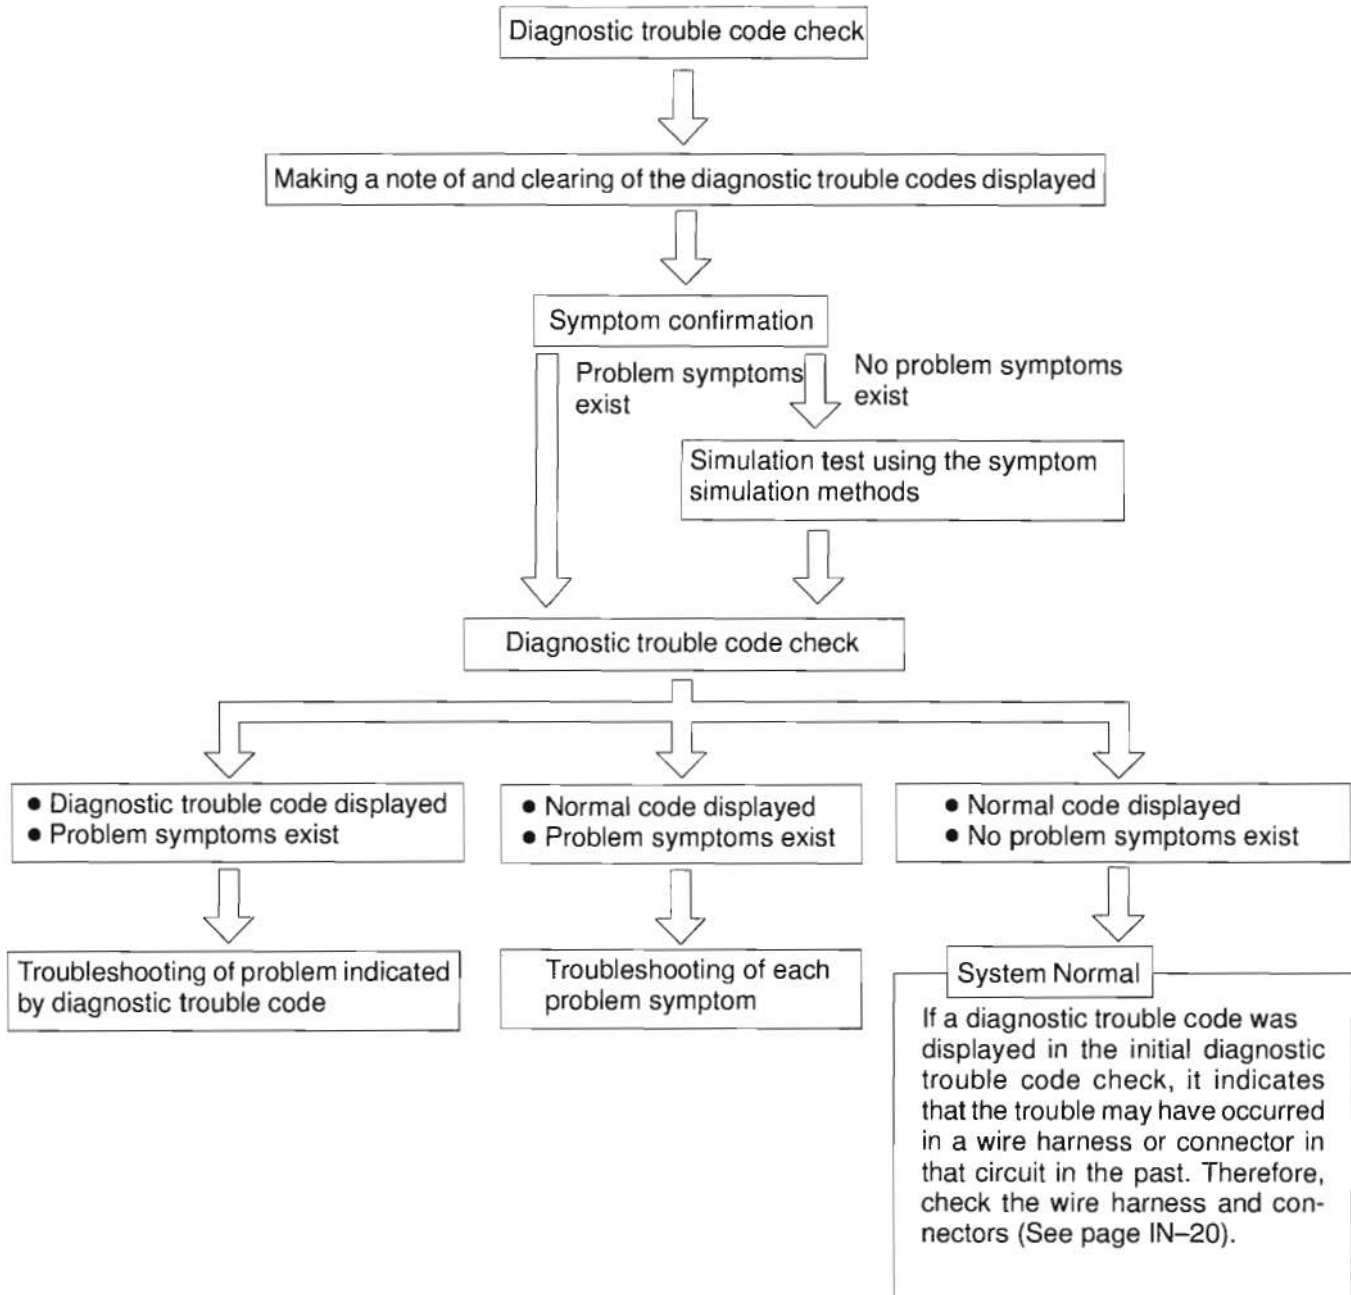 Diagnostic trouble code check
Making a note of and clearing of the diagnostic trouble codes displayed
Symptom confirmation
Problem symptoms
exist
No problem symptoms
exist
Simulation test using the symptom
simulation methods
Diagnostic trouble code check
● Diagnostic trouble code displayed
● Problem symptoms exist
● Normal code displayed
● Problem symptoms exist
● Normal code displayed
● No problem symptoms exist
Troubleshooting of problem indicated
by diagnostic trouble code
Troubleshooting of each
problem symptom
System Normal
If a diagnostic trouble code was
displayed in the initial diagnostic
trouble code check, it indicates
that the trouble may have occurred
in a wire harness or connector in
that circuit in the past. Therefore,
check the wire harness and con-
nectors (See page IN–20).